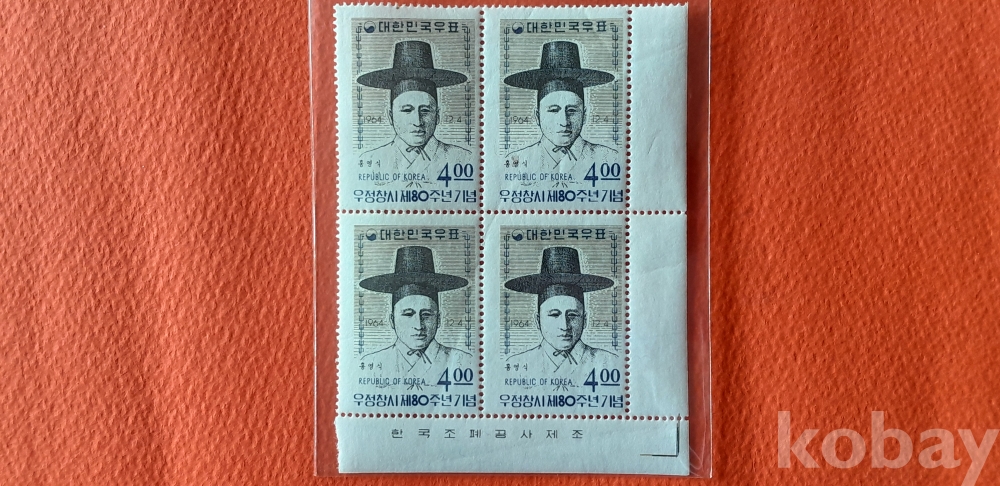 대한민국우표 대한민국우표
1964 12.4 1964 12.4
홍영식 홍영식
REPUBLIC OF KOREA 4.00 REPUBLIC OF KOREA 4.00
우정창시제80주년기념 우정창시제80주년기념
대한민국우표 대한민국우표
1964 12.4 1964 12.4
홍영식 홍영식
REPUBLIC OF KOREA 4.00 REPUBLIC OF KOREA 4.00
우정창시제80주년기념 우정창시제80주년기념
한국조폐공사제조
kobay